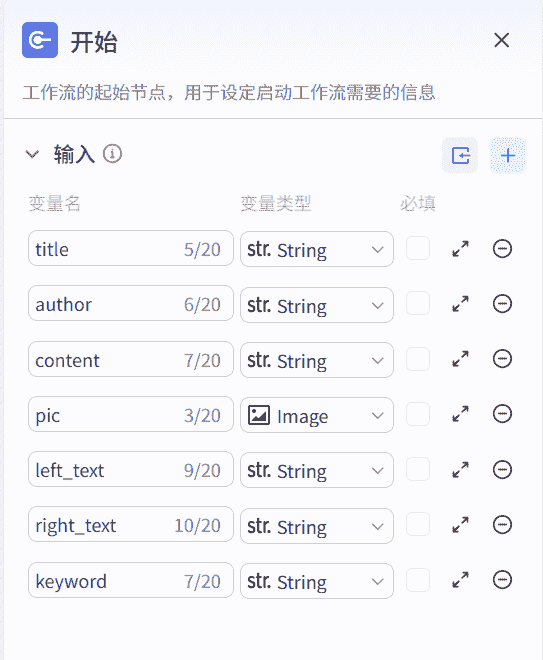 开始
工作流的起始节点，用于设定启动工作流需要的信息
输入
变量名 变量类型 必填
title 5/20 str. String
author 6/20 str. String
content 7/20 str. String
pic 3/20 Image
left_text 9/20 str. String
right_text 10/20 str. String
keyword 7/20 str. String